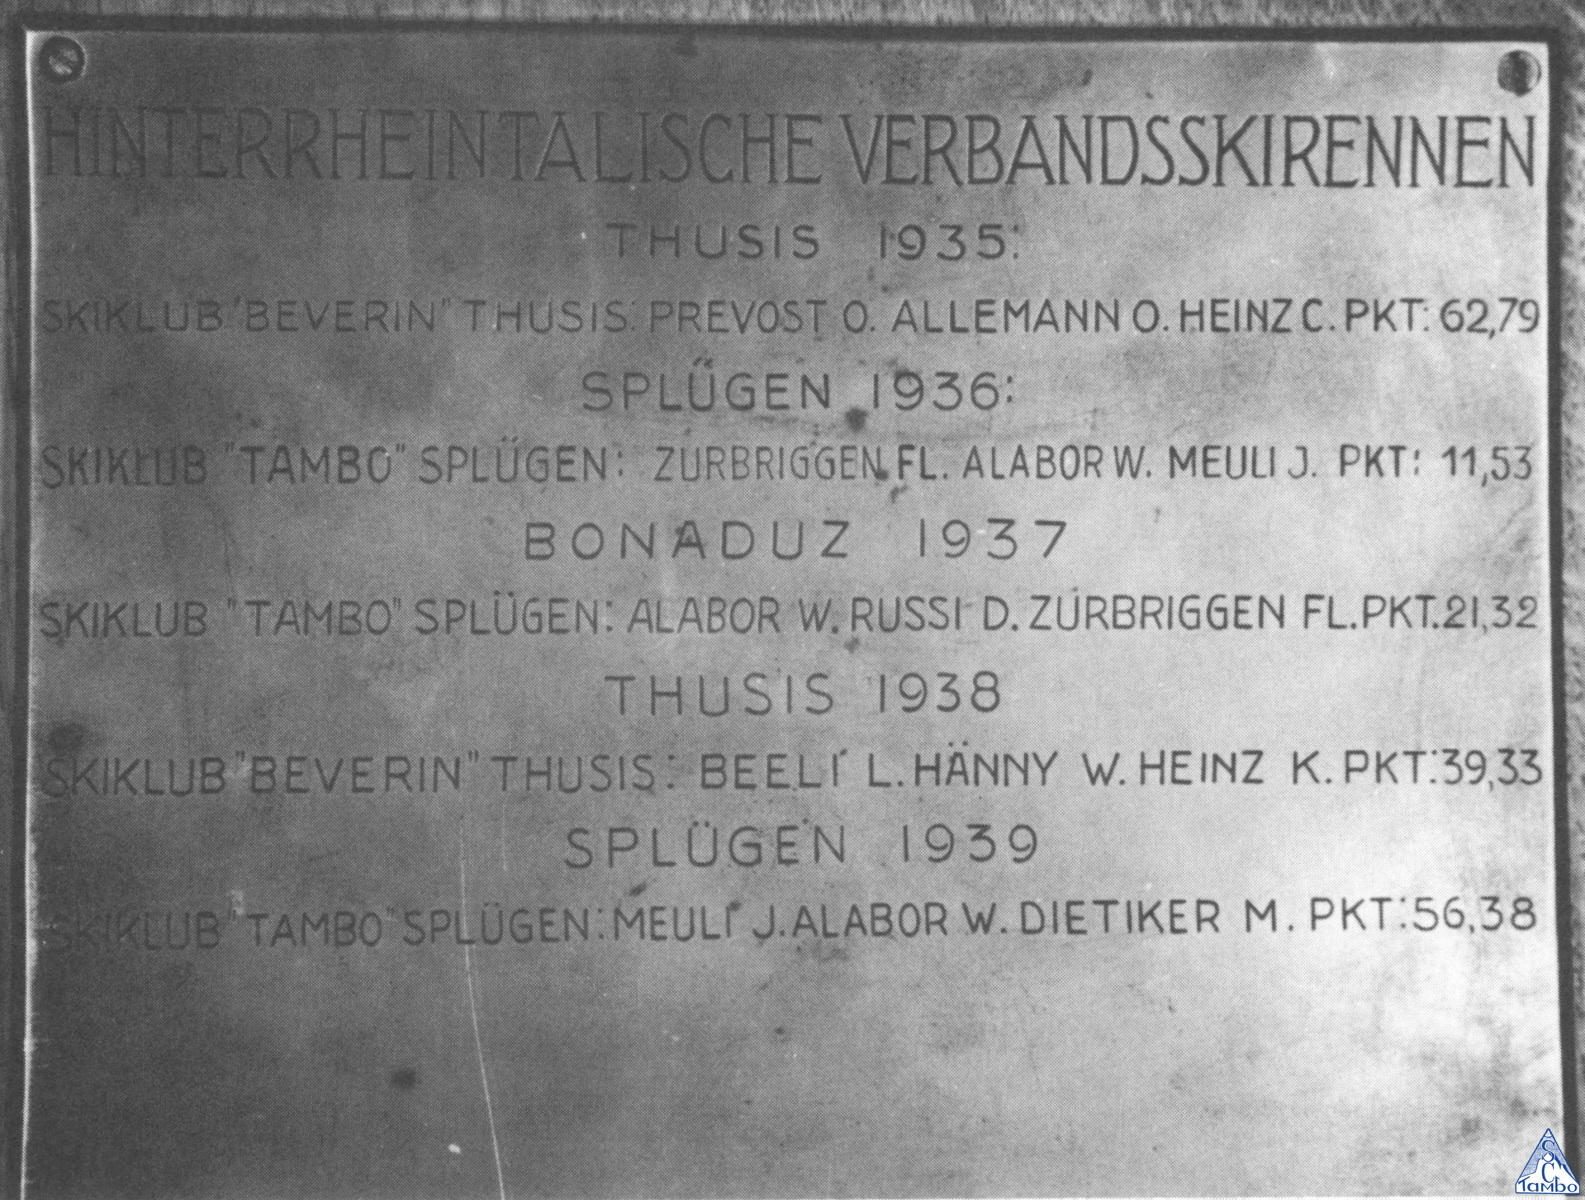 HINTERRHEINTALISCHE VERBANDSSKIRENNEN
THUSIS 1935:
SKIKLUB "BEVERIN" THUSIS: PREVOST O. ALLEMANN O. HEINZ C. PKT: 62,79
SPLÜGEN 1936:
SKIKLUB "TAMBO" SPLÜGEN: ZURBRIGGEN FL. ALABOR W. MEULI J. PKT: 11,53
BONADUZ 1937
SKIKLUB "TAMBO" SPLÜGEN: ALABOR W. RUSSI D. ZURBRIGGEN FL. PKT. 21,32
THUSIS 1938
SKIKLUB "BEVERIN" THUSIS: BEELI L. HÄNNY W. HEINZ K. PKT: 39,33
SPLÜGEN 1939
SKIKLUB "TAMBO" SPLÜGEN: MEULI J. ALABOR W. DIETIKER M. PKT: 56,38
S
C
Tambo